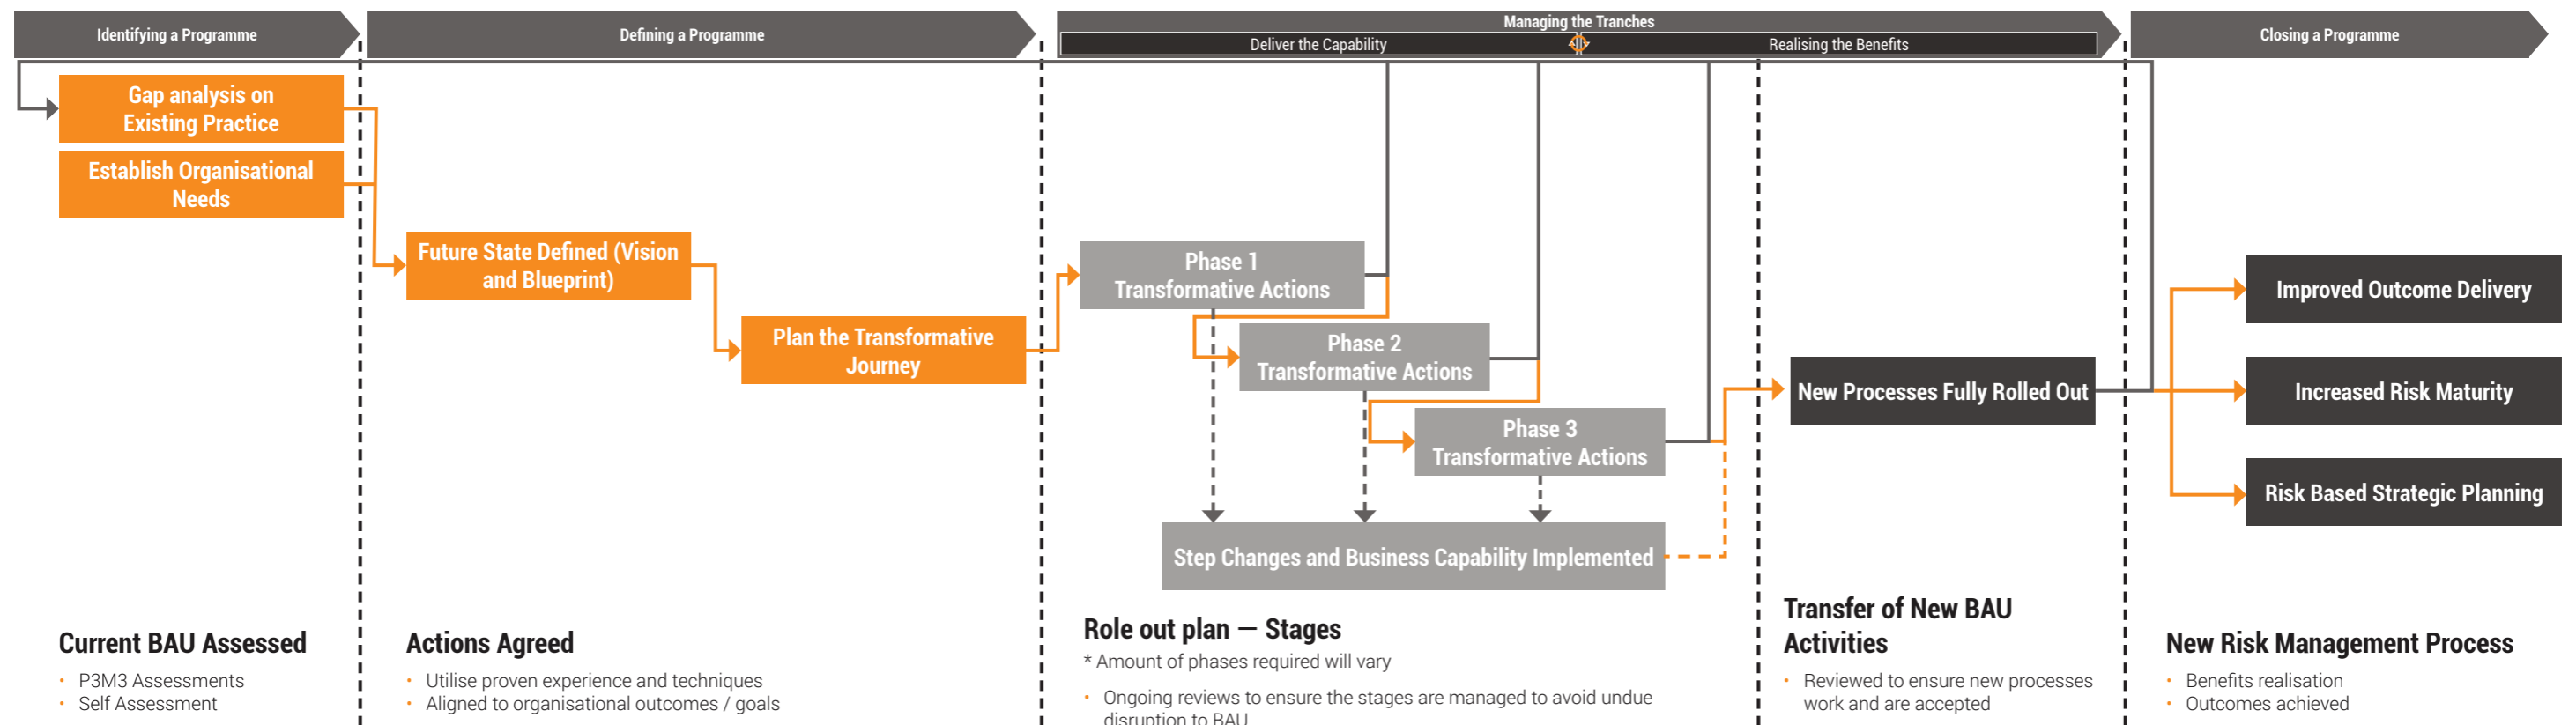 Identifying a Programme
Defining a Programme
Managing the Tranches
Deliver the Capability
Realising the Benefits
Closing a Programme
Gap analysis on
Existing Practice
Establish Organisational
Needs
Future State Defined (Vision
and Blueprint)
Plan the Transformative
Journey
Phase 1
Transformative Actions
Phase 2
Transformative Actions
Phase 3
Transformative Actions
Step Changes and Business Capability Implemented
New Processes Fully Rolled Out
Improved Outcome Delivery
Increased Risk Maturity
Risk Based Strategic Planning
Current BAU Assessed
• P3M3 Assessments
• Self Assessment
Actions Agreed
• Utilise proven experience and techniques
• Aligned to organisational outcomes / goals
Role out plan — Stages
* Amount of phases required will vary
• Ongoing reviews to ensure the stages are managed to avoid undue
disruption to BAU
Transfer of New BAU
Activities
• Reviewed to ensure new processes
work and are accepted
New Risk Management Process
• Benefits realisation
• Outcomes achieved